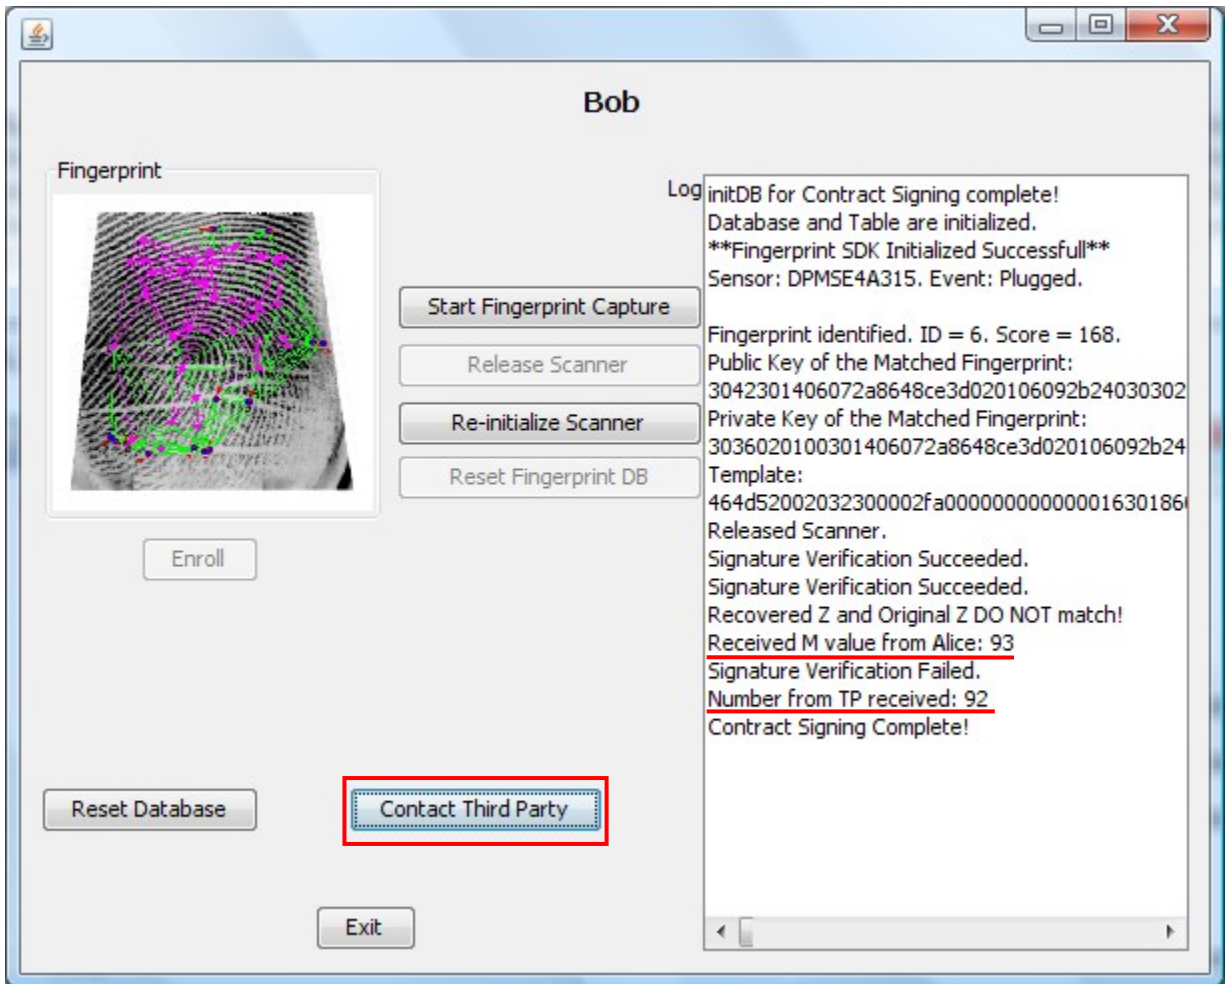 Bob
Fingerprint
Start Fingerprint Capture
Release Scanner
Re-initialize Scanner
Reset Fingerprint DB
Enroll
Reset Database
Contact Third Party
Exit
Log
initDB for Contract Signing complete!
Database and Table are initialized.
**Fingerprint SDK Initialized Successfull**
Sensor: DPMSE4A315. Event: Plugged.
Fingerprint identified. ID = 6. Score = 168.
Public Key of the Matched Fingerprint:
3042301406072a8648ce3d020106092b24030302
Private Key of the Matched Fingerprint:
3036020100301406072a8648ce3d020106092b24
Template:
464d52002032300002fa00000000000001630186
Released Scanner.
Signature Verification Succeeded.
Signature Verification Succeeded.
Recovered Z and Original Z DO NOT match!
Received M value from Alice: 93
Signature Verification Failed.
Number from TP received: 92
Contract Signing Complete!